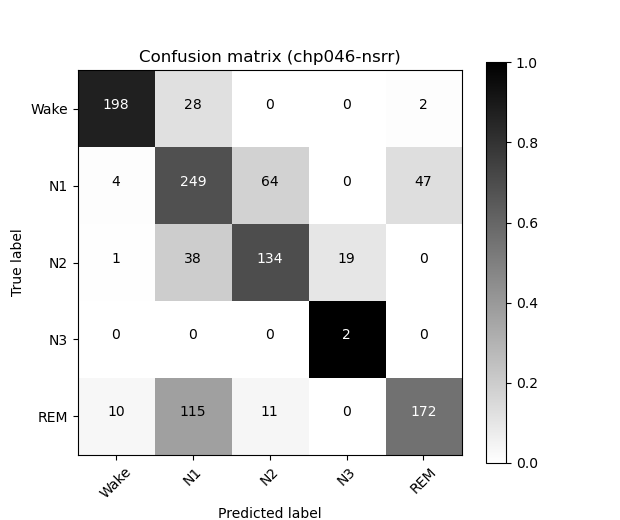 Confusion matrix (chp046-nsrr)
True label
Wake 198 28 0 0 2
N1 4 249 64 0 47
N2 1 38 134 19 0
N3 0 0 0 2 0
REM 10 115 11 0 172
Wake N1 N2 N3 REM
Predicted label
1.0
0.8
0.6
0.4
0.2
0.0